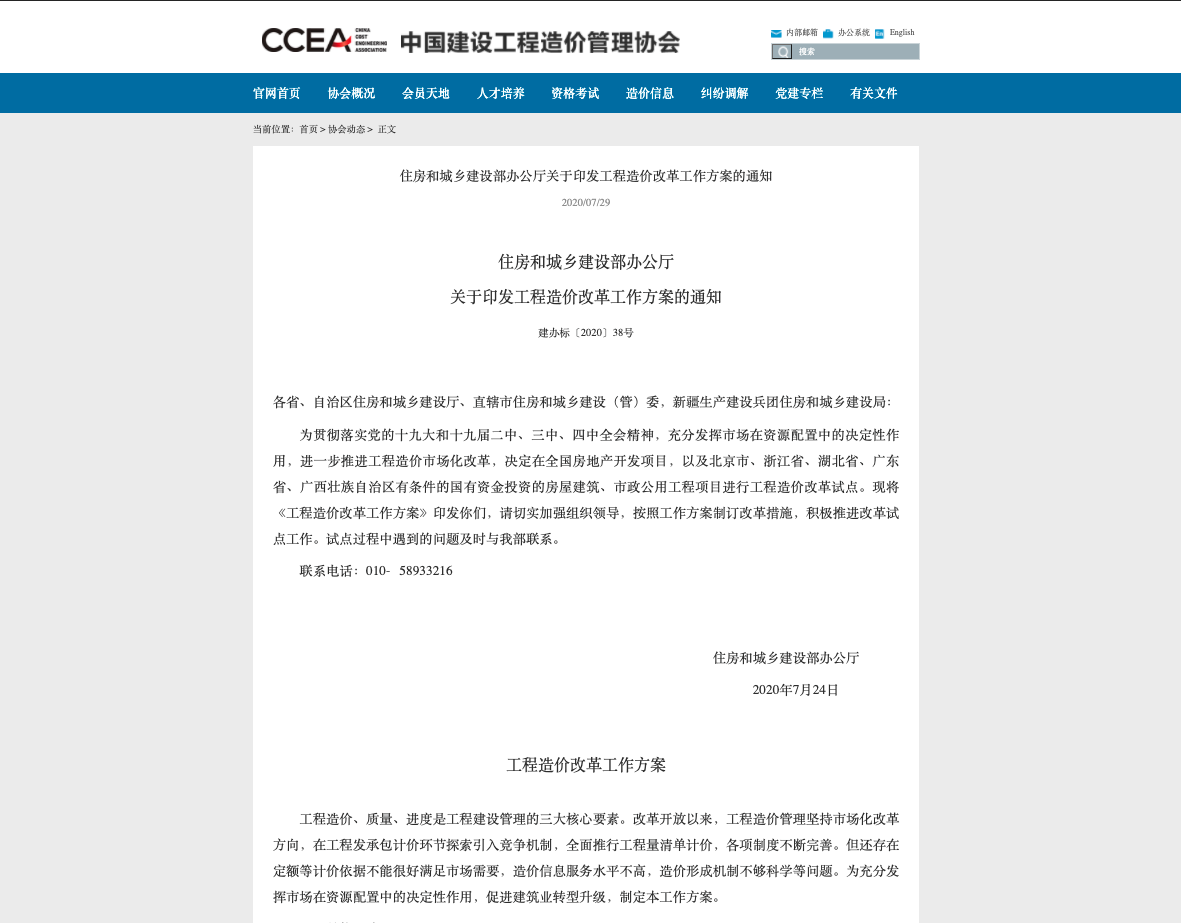 CCEA CHINA COST ENGINEERING ASSOCIATION 中国建设工程造价管理协会
内部邮箱 办公系统 En English
搜索
官网首页 协会概况 会员天地 人才培养 资格考试 造价信息 纠纷调解 党建专栏 有关文件
当前位置：首页 > 协会动态 > 正文
住房和城乡建设部办公厅关于印发工程造价改革工作方案的通知
2020/07/29
住房和城乡建设部办公厅
关于印发工程造价改革工作方案的通知
建办标〔2020〕38号
各省、自治区住房和城乡建设厅、直辖市住房和城乡建设（管）委，新疆生产建设兵团住房和城乡建设局：
为贯彻落实党的十九大和十九届二中、三中、四中全会精神，充分发挥市场在资源配置中的决定性作
用，进一步推进工程造价市场化改革，决定在全国房地产开发项目，以及北京市、浙江省、湖北省、广东
省、广西壮族自治区有条件的国有资金投资的房屋建筑、市政公用工程项目进行工程造价改革试点。现将
《工程造价改革工作方案》印发你们，请切实加强组织领导，按照工作方案制订改革措施，积极推进改革试
点工作。试点过程中遇到的问题及时与我部联系。
联系电话：010- 58933216
住房和城乡建设部办公厅
2020年7月24日
工程造价改革工作方案
工程造价、质量、进度是工程建设管理的三大核心要素。改革开放以来，工程造价管理坚持市场化改革
方向，在工程发承包计价环节探索引入竞争机制，全面推行工程量清单计价，各项制度不断完善。但还存在
定额等计价依据不能很好满足市场需要，造价信息服务水平不高，造价形成机制不够科学等问题。为充分发
挥市场在资源配置中的决定性作用，促进建筑业转型升级，制定本工作方案。